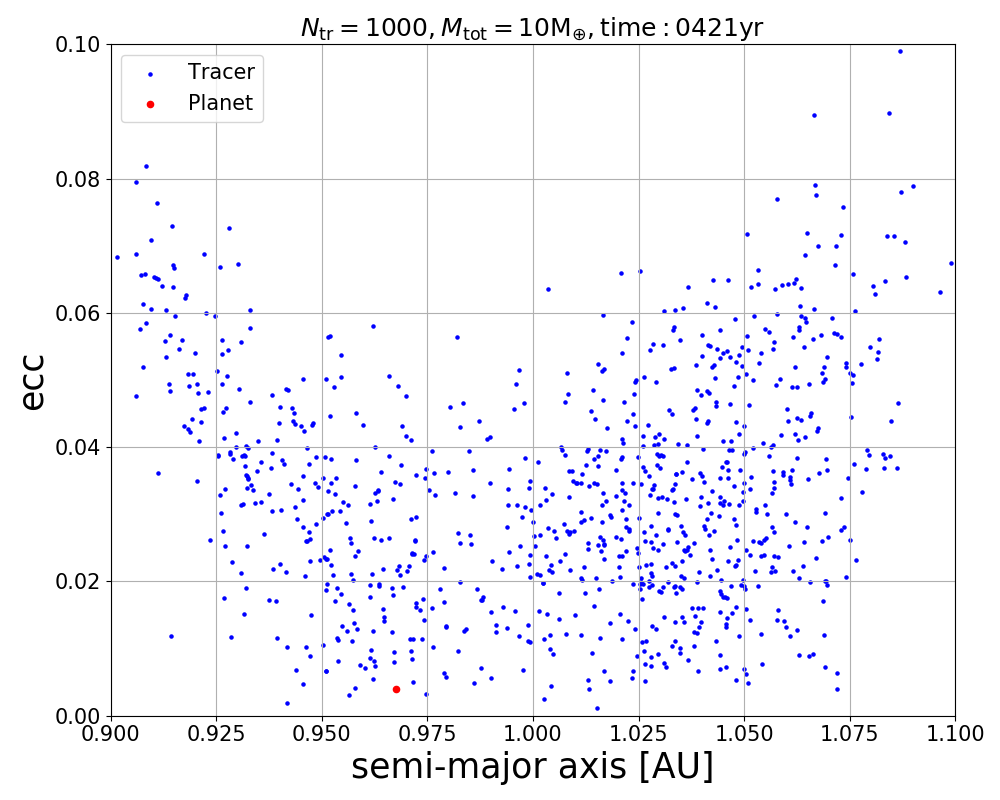 N_tr = 1000, M_tot = 10M_⊕, time : 0421yr
0.10
Tracer
Planet
0.08
0.06
ecc
0.04
0.02
0.00
0.900 0.925 0.950 0.975 1.000 1.025 1.050 1.075 1.100
semi-major axis [AU]